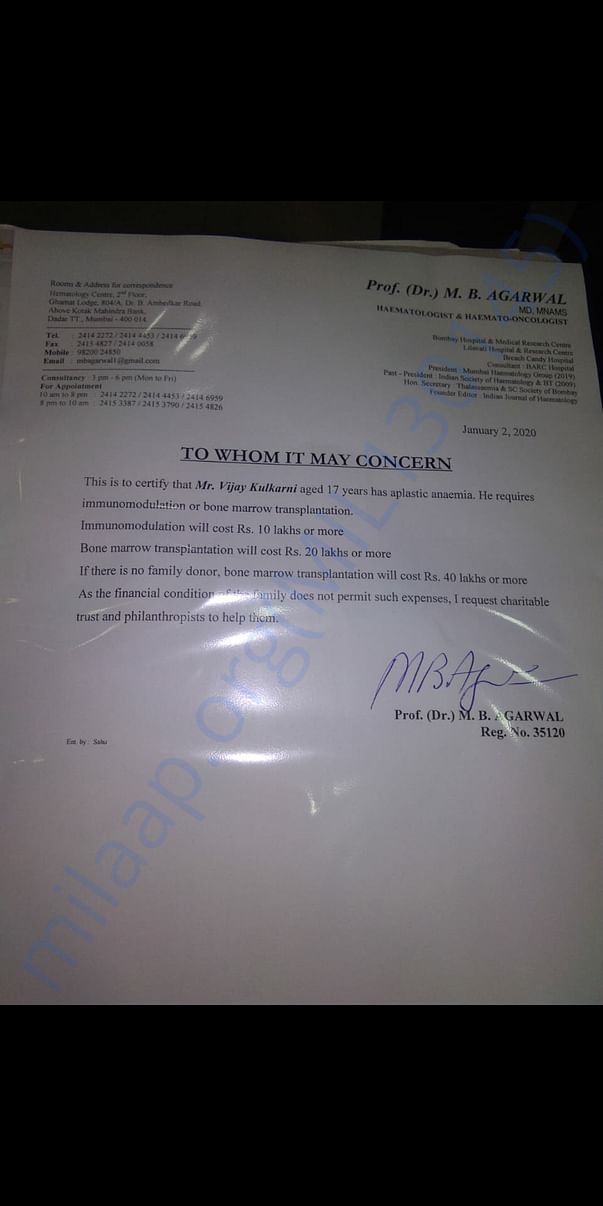 Rooms & Address for correspondence
Hematology Centre, 2nd Floor,
Ghamat Lodge, 804/A, Dr. B. Ambedkar Road,
Above Kotak Mahindra Bank,
Dadar TT., Mumbai - 400 014.
Tel. : 2414 2272 / 2414 4453 / 2414
Fax : 2415 4827 / 2414 0058
Mobile : 98200 24850
Email : mbagarwal1@gmail.com
Consultancy : 3 pm - 6 pm (Mon to Fri)
For Appointment
10 am to 8 pm : 2414 2272 / 2414 4453 / 2414 6959
8 pm to 10 am : 2415 3387 / 2415 3790 / 2415 4826
Prof. (Dr.) M. B. AGARWAL
MD, MNAMS
HAEMATOLOGIST & HAEMATO-ONCOLOGIST
Bombay Hospital & Medical Research Centre
Lilavati Hospital & Research Centre
Breach Candy Hospital
Consultant : BARC Hospital
President : Mumbai Haematology Group (2019)
Past - President : Indian Society of Haematology & BT (2009)
Hon. Secretary : Thalassaemia & SC Society of Bombay
Founder Editor : Indian Journal of Haematology
January 2, 2020
TO WHOM IT MAY CONCERN
This is to certify that Mr. Vijay Kulkarni aged 17 years has aplastic anaemia. He requires
immunomodulation or bone marrow transplantation.
Immunomodulation will cost Rs. 10 lakhs or more
Bone marrow transplantation will cost Rs. 20 lakhs or more
If there is no family donor, bone marrow transplantation will cost Rs. 40 lakhs or more
As the financial condition of the family does not permit such expenses, I request charitable
trust and philanthropists to help them.
Prof. (Dr.) M. B. AGARWAL
Reg. No. 35120
Ent. by : Sahu
milaap.org